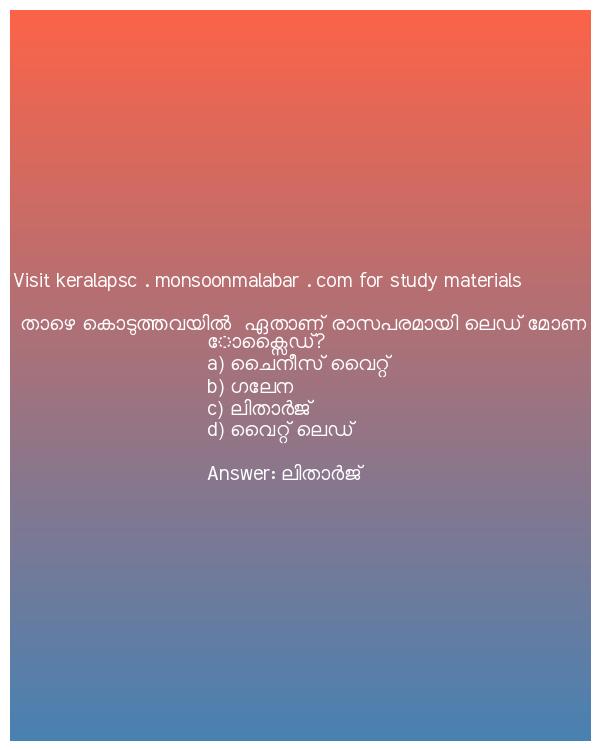 Visit keralapsc . monsoonmalabar . com for study materials
താഴെ കൊടുത്തവയിൽ ഏതാണ് രാസപരമായി ലെഡ് മോണ
ോക്സൈഡ്?
a) ചൈനീസ് വൈറ്റ്
b) ഗലേന
c) ലിതാർജ്
d) വൈറ്റ് ലെഡ്
Answer: ലിതാർജ്